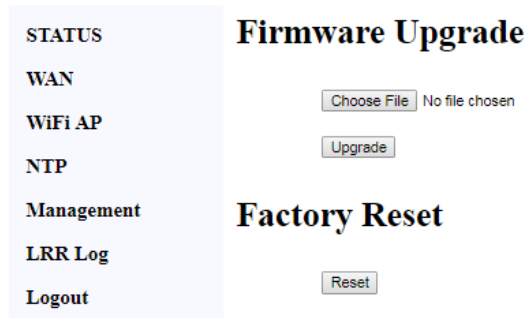 STATUS
WAN
WiFi AP
NTP
Management
LRR Log
Logout
Firmware Upgrade
Choose File No file chosen
Upgrade
Factory Reset
Reset